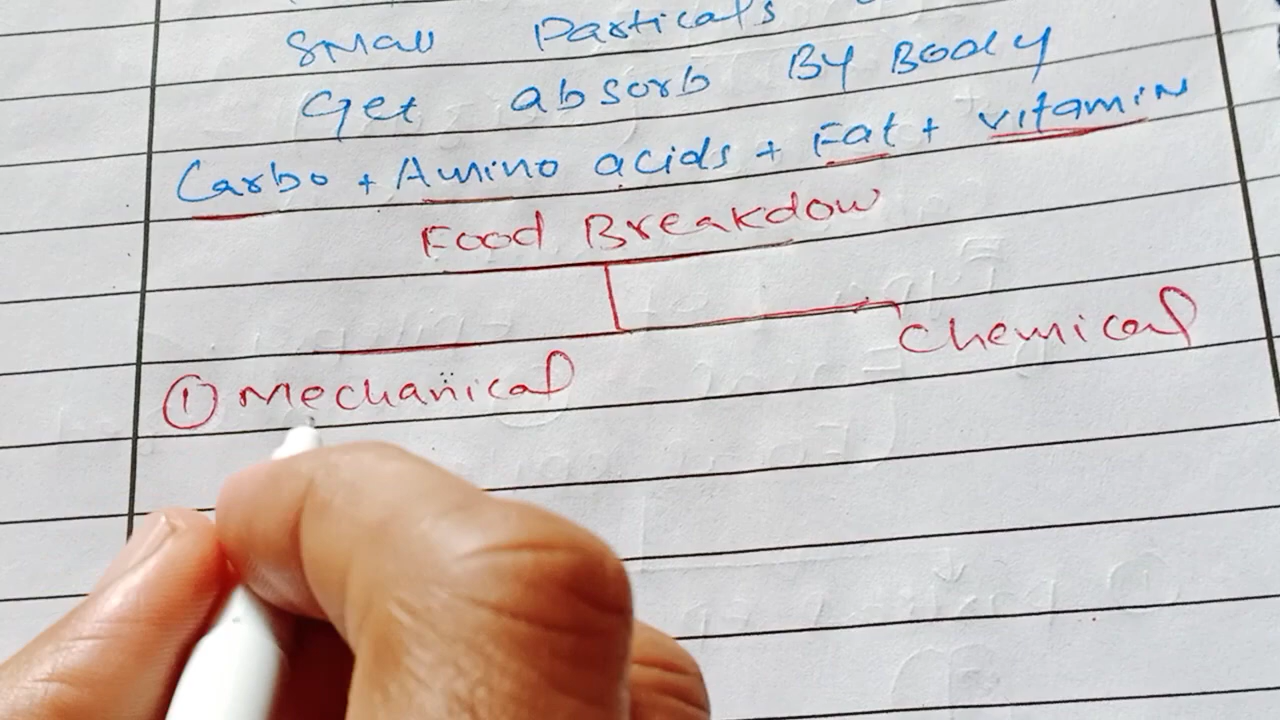 Small Particals
Get absorb By Body
Carbo + Amino acids + Fat + vitamin
Food Breakdow
Chemical
① Mechanical